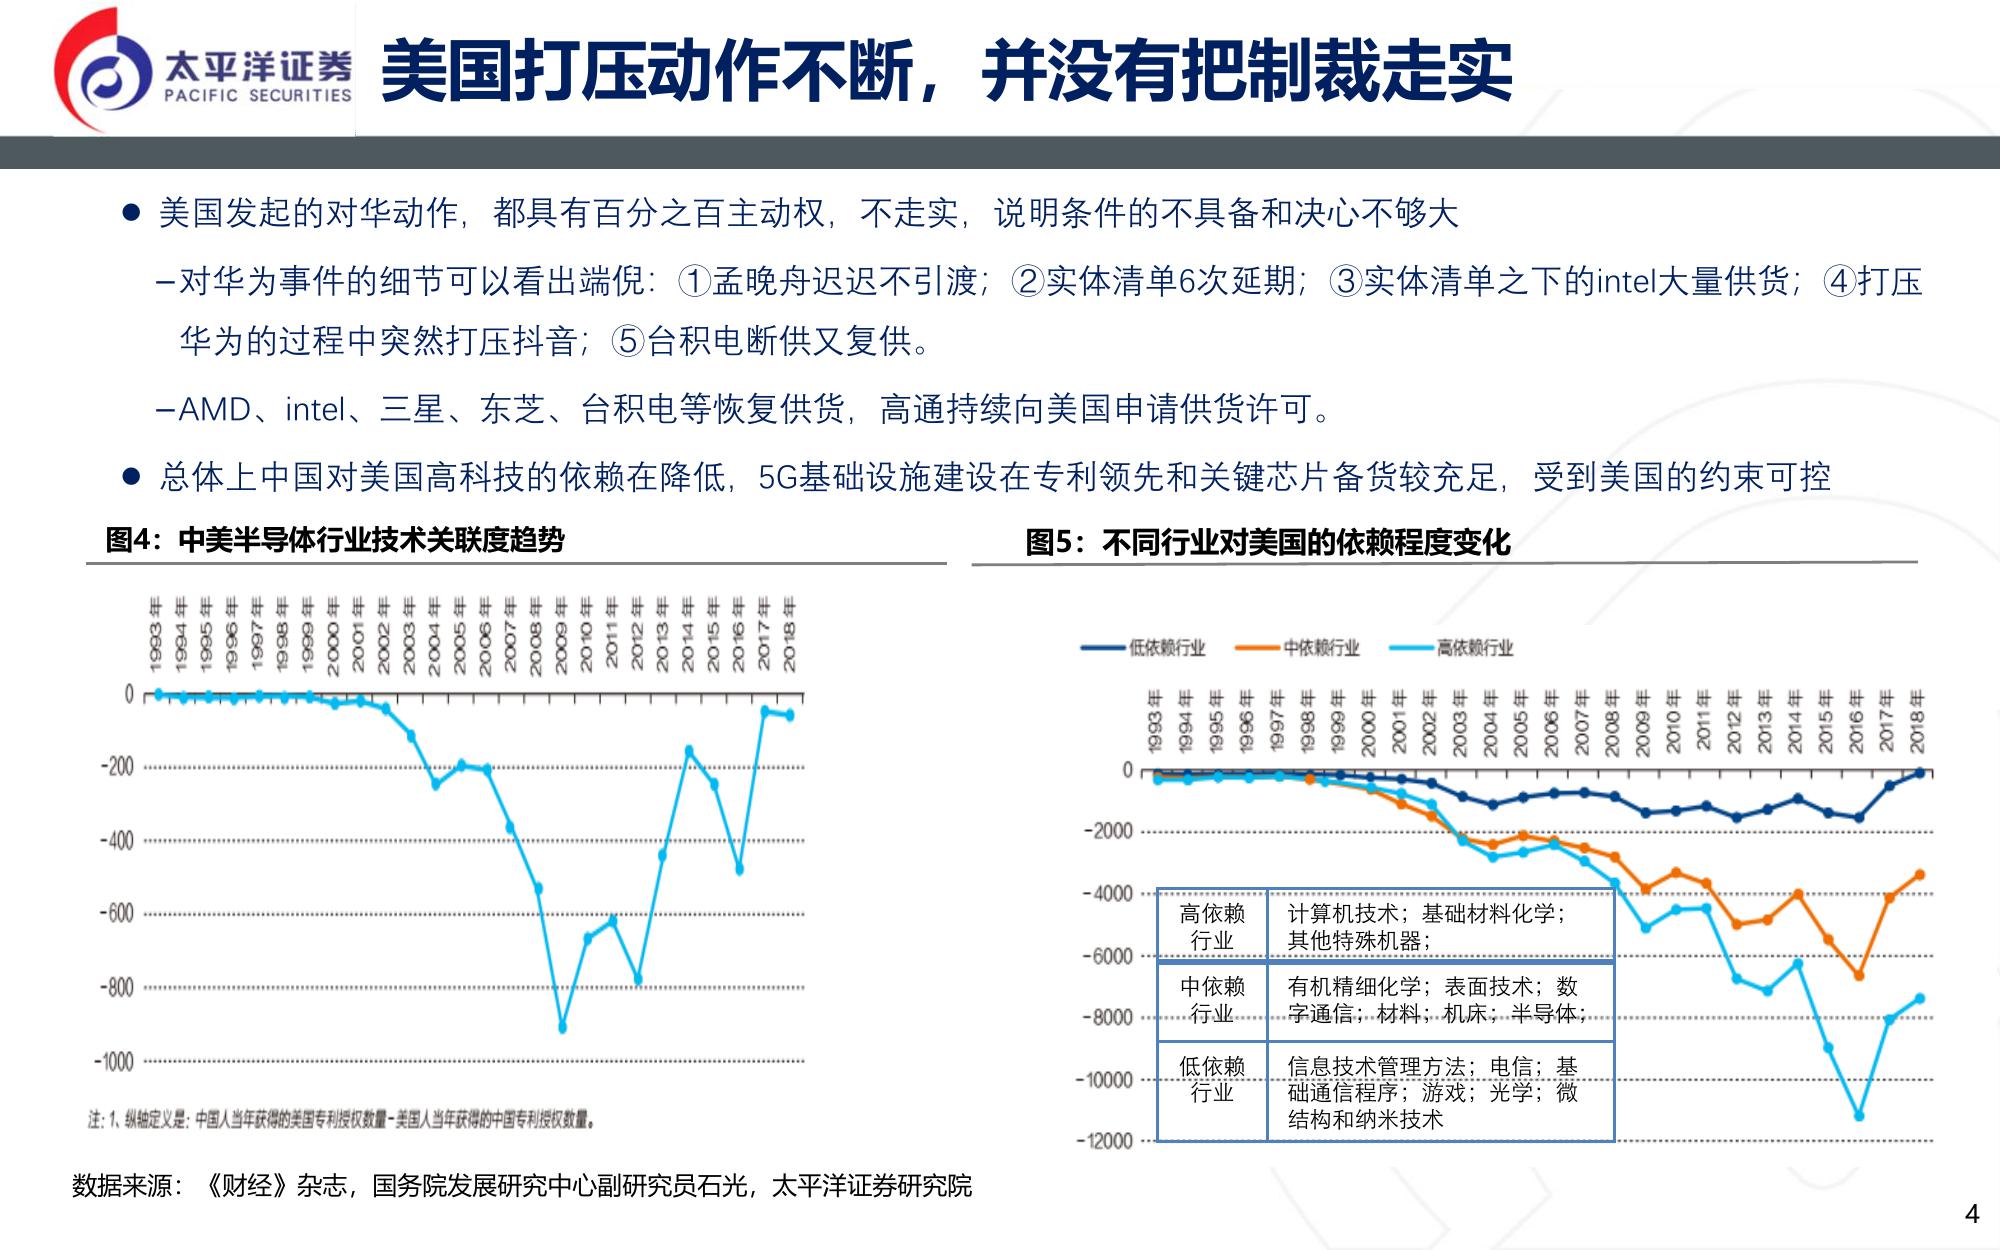 太平洋证券
PACIFIC SECURITIES
美国打压动作不断，并没有把制裁走实
● 美国发起的对华动作，都具有百分之百主动权，不走实，说明条件的不具备和决心不够大
–对华为事件的细节可以看出端倪：①孟晚舟迟迟不引渡；②实体清单6次延期；③实体清单之下的intel大量供货；④打压
华为的过程中突然打压抖音；⑤台积电断供又复供。
–AMD、intel、三星、东芝、台积电等恢复供货，高通持续向美国申请供货许可。
● 总体上中国对美国高科技的依赖在降低，5G基础设施建设在专利领先和关键芯片备货较充足，受到美国的约束可控
图4：中美半导体行业技术关联度趋势
1993年 1994年 1995年 1996年 1997年 1998年 1999年 2000年 2001年 2002年 2003年 2004年 2005年 2006年 2007年 2008年 2009年 2010年 2011年 2012年 2013年 2014年 2015年 2016年 2017年 2018年
0
-200
-400
-600
-800
-1000
注：1、纵轴定义是：中国人当年获得的美国专利授权数量-美国人当年获得的中国专利授权数量。
图5：不同行业对美国的依赖程度变化
低依赖行业 中依赖行业 高依赖行业
1993年 1994年 1995年 1996年 1997年 1998年 1999年 2000年 2001年 2002年 2003年 2004年 2005年 2006年 2007年 2008年 2009年 2010年 2011年 2012年 2013年 2014年 2015年 2016年 2017年 2018年
0
-2000
-4000
-6000
-8000
-10000
-12000
高依赖
行业
计算机技术；基础材料化学；
其他特殊机器；
中依赖
行业
有机精细化学；表面技术；数
字通信；材料；机床；半导体；
低依赖
行业
信息技术管理方法；电信；基
础通信程序；游戏；光学；微
结构和纳米技术
数据来源：《财经》杂志，国务院发展研究中心副研究员石光，太平洋证券研究院
4